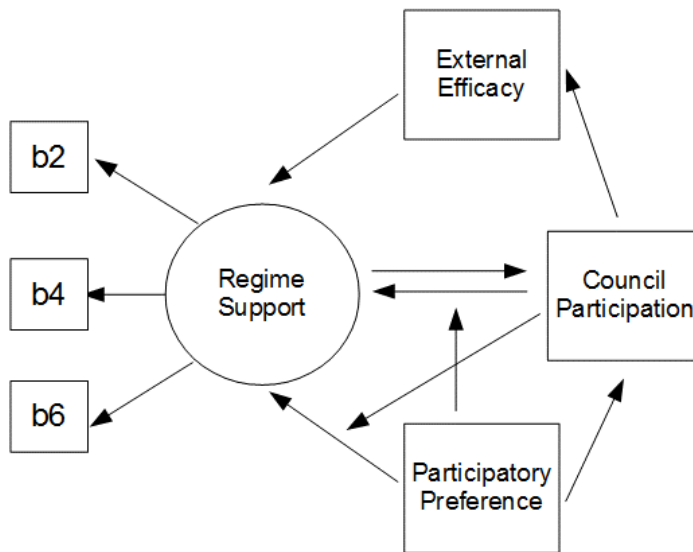 External
Efficacy
b2
b4
Regime
Support
Council
Participation
b6
Participatory
Preference